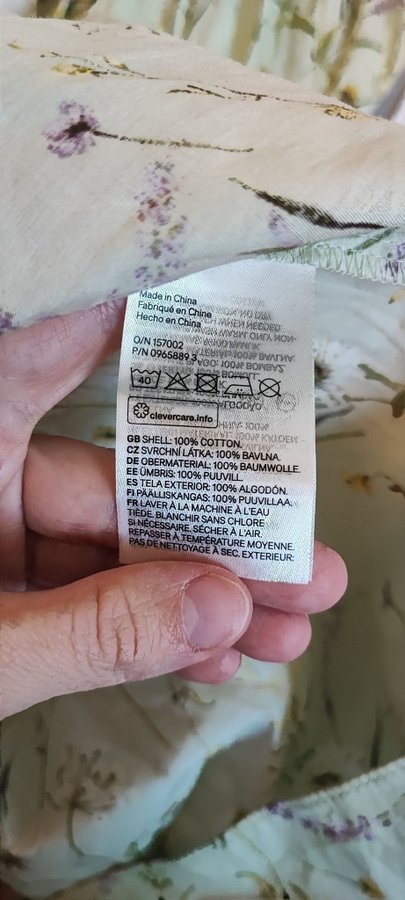 Made in China
Fabriqué en Chine
Hecho en China
O/N 157002
P/N 0965889.3
40
clevercare.info
GB SHELL: 100% COTTON.
CZ SVRCHNÍ LÁTKA: 100% BAVLNA.
DE OBERMATERIAL: 100% BAUMWOLLE.
EE ÜMBRIS: 100% PUUVILL.
ES TELA EXTERIOR: 100% ALGODÓN.
FI PÄÄLLISKANGAS: 100% PUUVILLAA.
FR LAVER À LA MACHINE À L'EAU
TIÈDE. BLANCHIR SANS CHLORE
SI NÉCESSAIRE. SÉCHER À L'AIR.
REPASSER À TEMPÉRATURE MOYENNE.
PAS DE NETTOYAGE À SEC. EXTERIEUR: